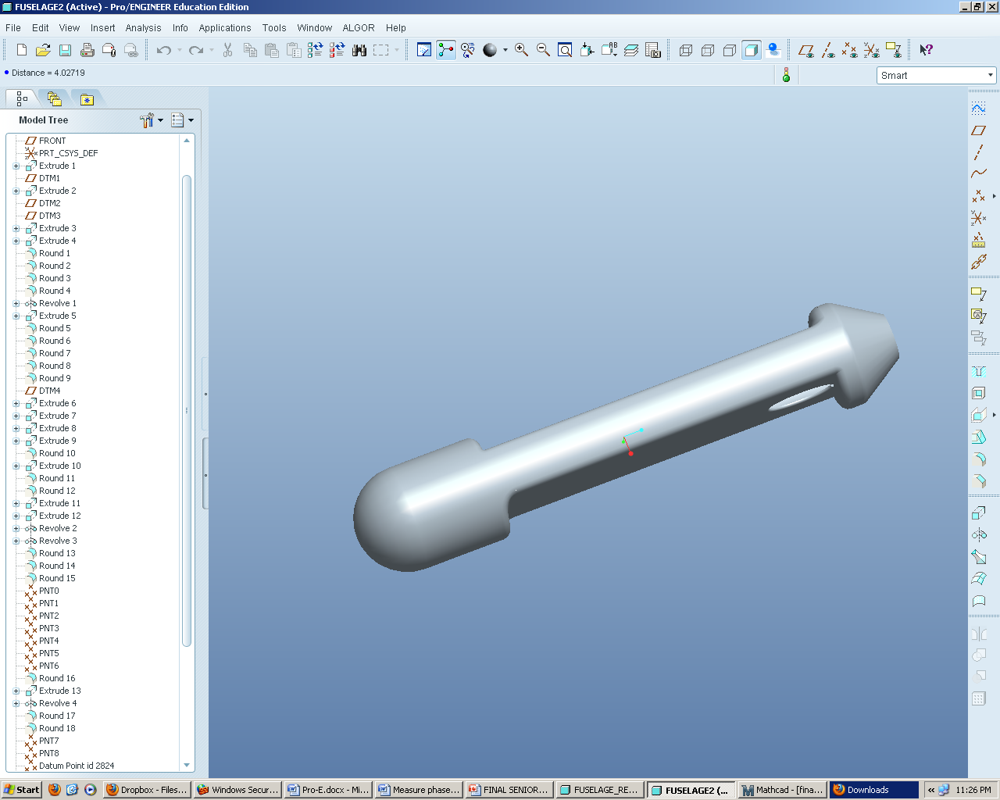 FUSELAGE2 (Active) - Pro/ENGINEER Education Edition
File Edit View Insert Analysis Info Applications Tools Window ALGOR Help
Distance = 4.02719
Smart
Model Tree
FRONT
PRT_CSYS_DEF
Extrude 1
DTM1
Extrude 2
DTM2
DTM3
Extrude 3
Extrude 4
Round 1
Round 2
Round 3
Round 4
Revolve 1
Extrude 5
Round 5
Round 6
Round 7
Round 8
Round 9
DTM4
Extrude 6
Extrude 7
Extrude 8
Extrude 9
Round 10
Extrude 10
Round 11
Round 12
Extrude 11
Extrude 12
Revolve 2
Revolve 3
Round 13
Round 14
Round 15
PNT0
PNT1
PNT2
PNT3
PNT4
PNT5
PNT6
Round 16
Extrude 13
Revolve 4
Round 17
Round 18
PNT7
PNT8
Datum Point id 2824
Start Dropbox - Files... Windows Secur... Pro-E.docx - Mi... Measure phase... FINAL SENIOR... FUSELAGE_RE... FUSELAGE2 (... Mathcad - [fina... Downloads « 11:26 PM